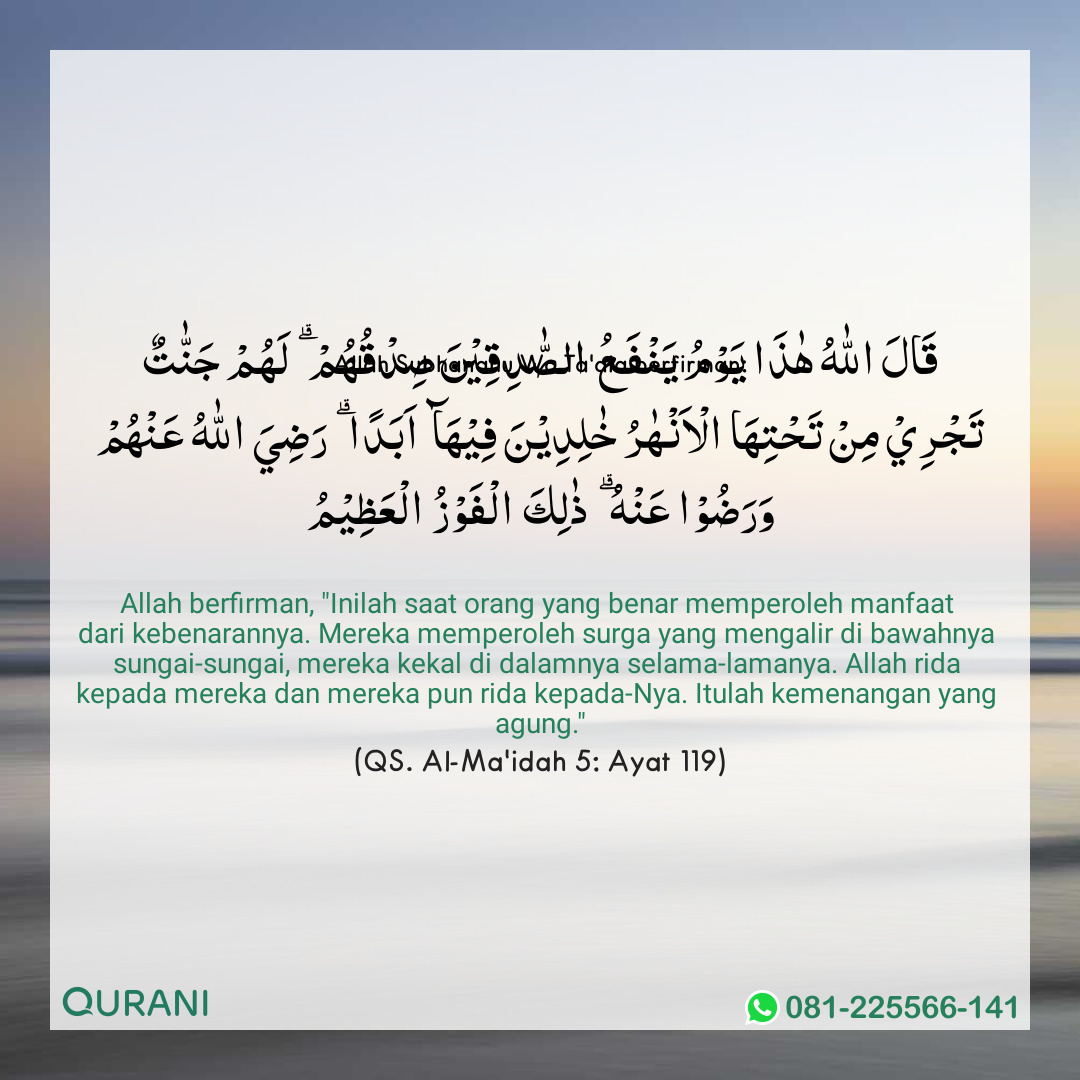 Allah Subhanahu Wa Ta'ala berfirman:
قَالَ اللّٰهُ هٰذَا يَوْمُ يَنْفَعُ الصّٰدِقِيْنَ صِدْقُهُمْ ۗ لَهُمْ جَنّٰتٌ
تَجْرِيْ مِنْ تَحْتِهَا الْاَنْهٰرُ خٰلِدِيْنَ فِيْهَآ اَبَدًا ۗ رَضِيَ اللّٰهُ عَنْهُمْ
وَرَضُوْا عَنْهُ ۗ ذٰلِكَ الْفَوْزُ الْعَظِيْمُ
Allah berfirman, "Inilah saat orang yang benar memperoleh manfaat
dari kebenarannya. Mereka memperoleh surga yang mengalir di bawahnya
sungai-sungai, mereka kekal di dalamnya selama-lamanya. Allah rida
kepada mereka dan mereka pun rida kepada-Nya. Itulah kemenangan yang
agung."
(QS. Al-Ma'idah 5: Ayat 119)
QURANI
081-225566-141